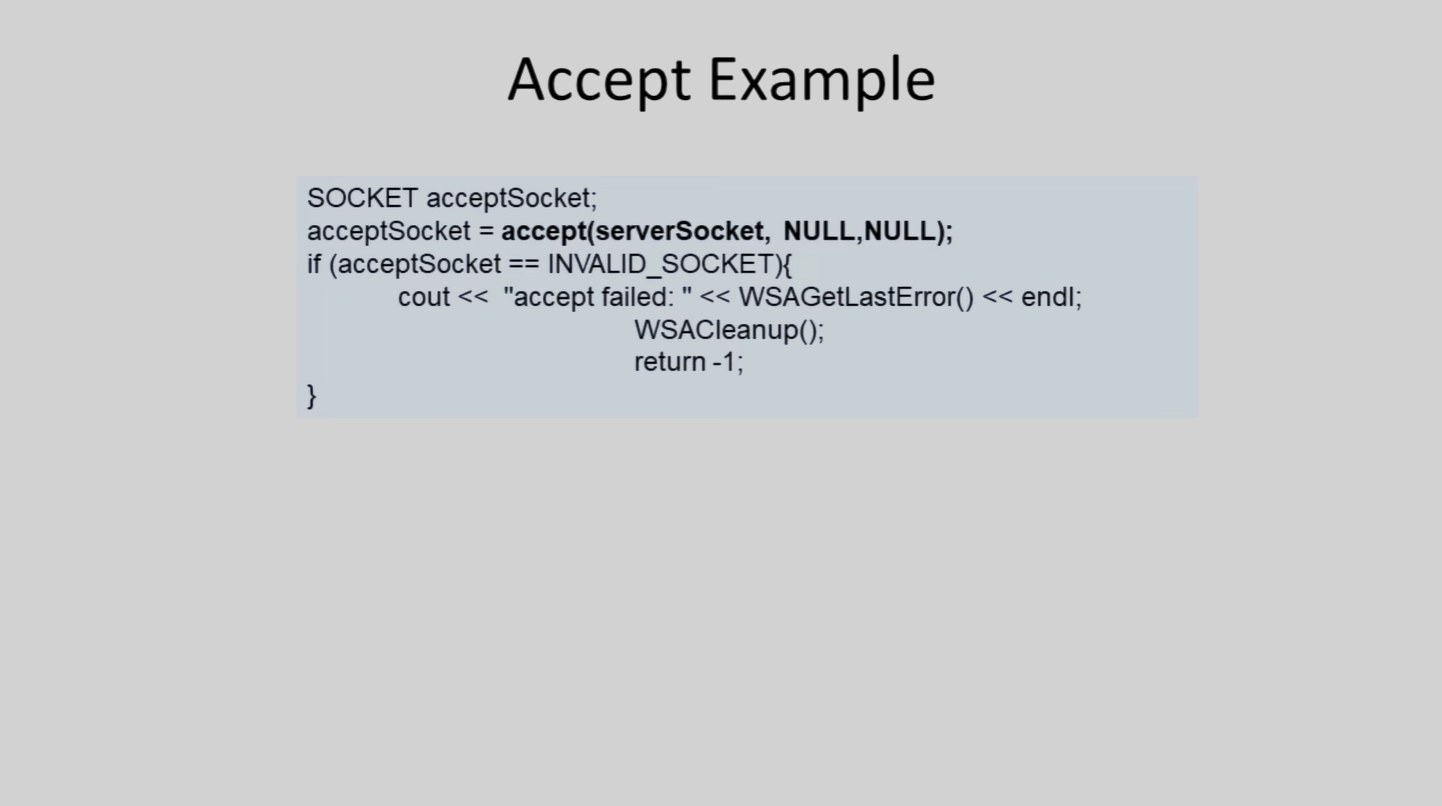 Accept Example
SOCKET acceptSocket;
acceptSocket = accept(serverSocket, NULL,NULL);
if (acceptSocket == INVALID_SOCKET){
cout << "accept failed: " << WSAGetLastError() << endl;
WSACleanup();
return -1;
}